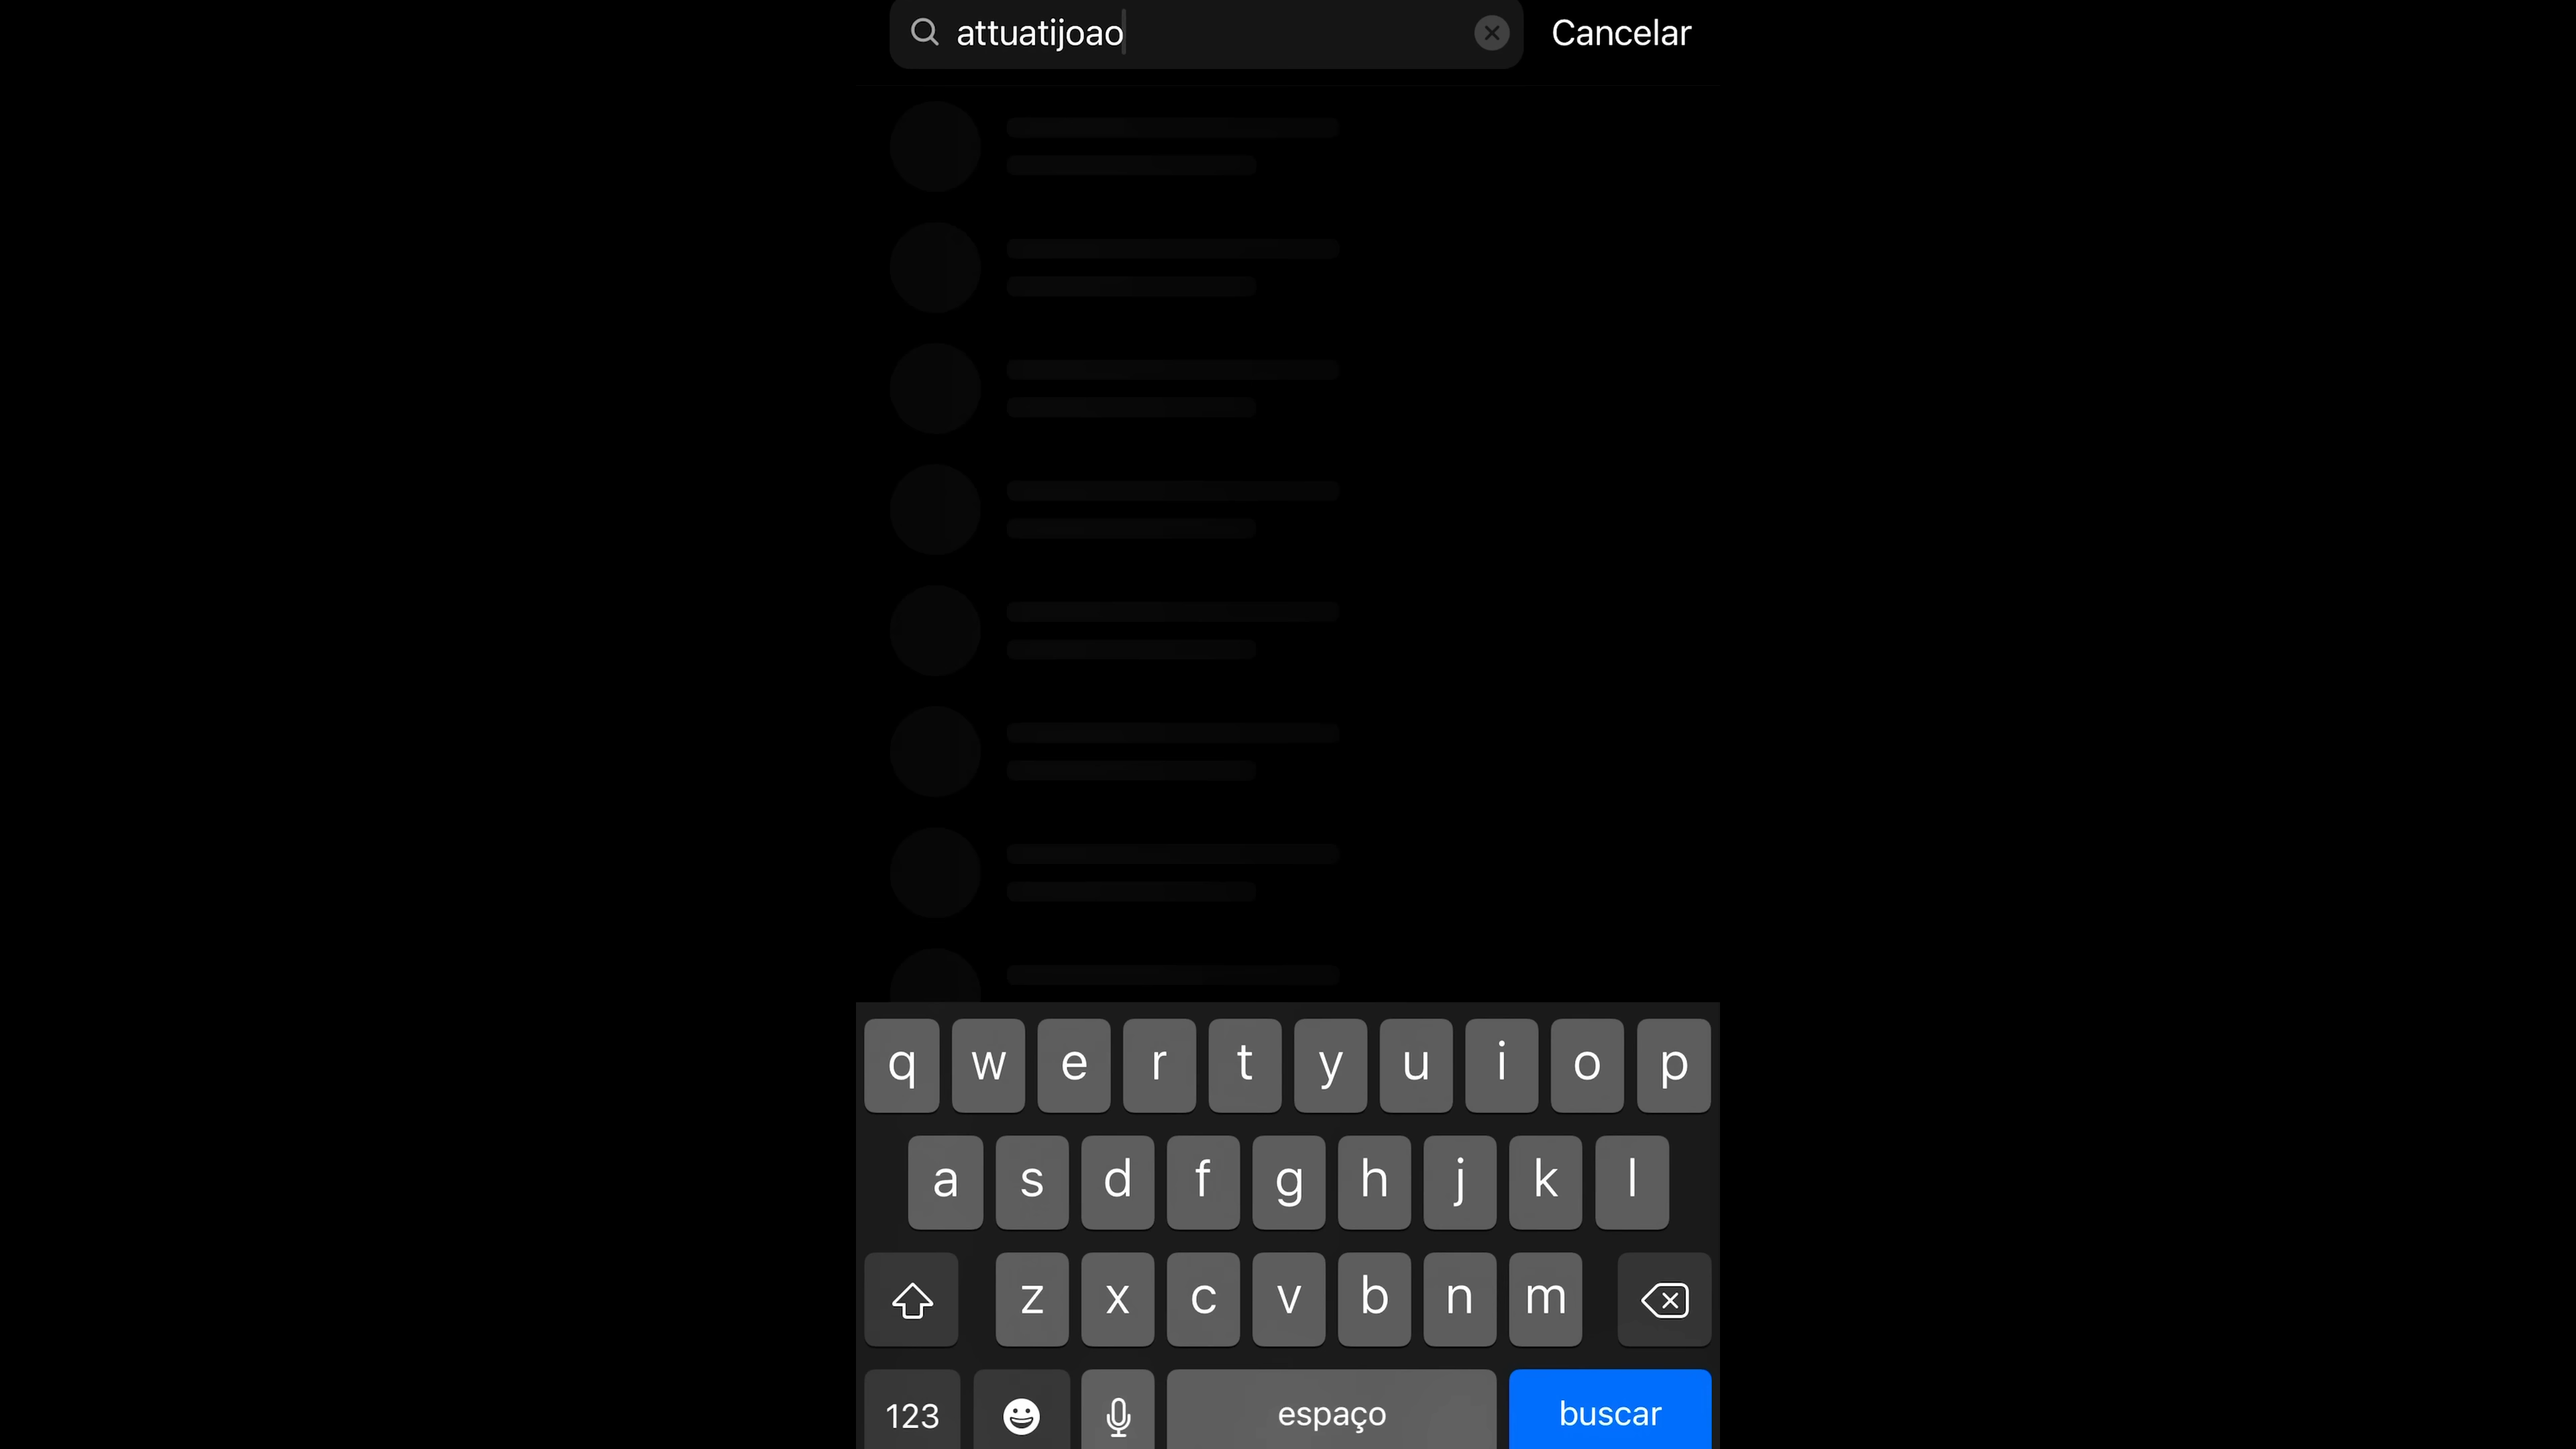 attuatijoao
Cancelar
q w e r t y u i o p
a s d f g h j k l
z x c v b n m
123 espaço buscar